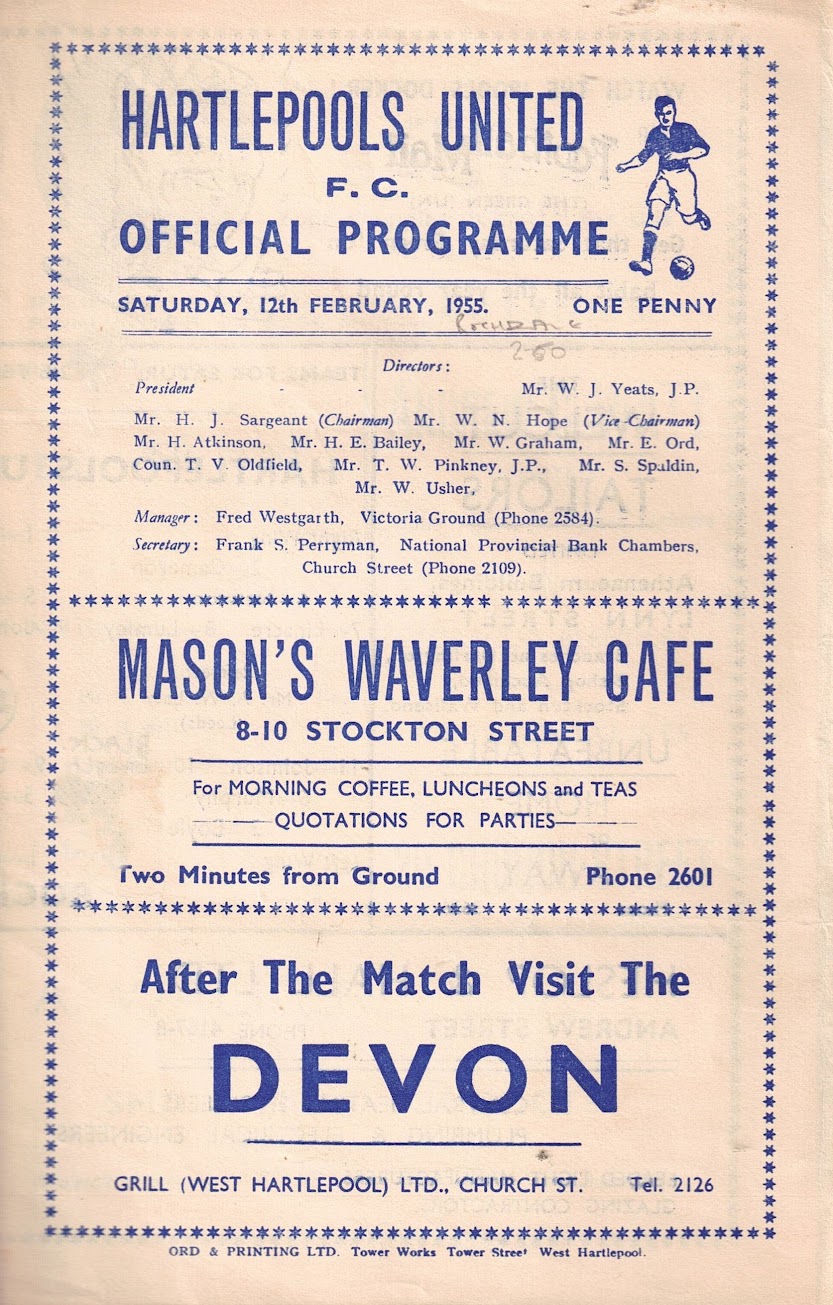 HARTLEPOOLS UNITED
F. C.
OFFICIAL PROGRAMME
SATURDAY, 12th FEBRUARY, 1955. ONE PENNY
ROCHDALE
2-50
Directors:
President - - - Mr. W. J. Yeats, J.P.
Mr. H. J. Sargeant (Chairman) Mr. W. N. Hope (Vice-Chairman)
Mr. H. Atkinson, Mr. H. E. Bailey, Mr. W. Graham, Mr. E. Ord,
Coun. T. V. Oldfield, Mr. T. W. Pinkney, J.P., Mr. S. Spaldin,
Mr. W. Usher,
Manager: Fred Westgarth, Victoria Ground (Phone 2584).
Secretary: Frank S. Perryman, National Provincial Bank Chambers,
Church Street (Phone 2109).
MASON'S WAVERLEY CAFE
8-10 STOCKTON STREET
For MORNING COFFEE, LUNCHEONS and TEAS
QUOTATIONS FOR PARTIES
Two Minutes from Ground Phone 2601
After The Match Visit The
DEVON
GRILL (WEST HARTLEPOOL) LTD., CHURCH ST. Tel. 2126
ORD & PRINTING LTD. Tower Works Tower Street West Hartlepool.